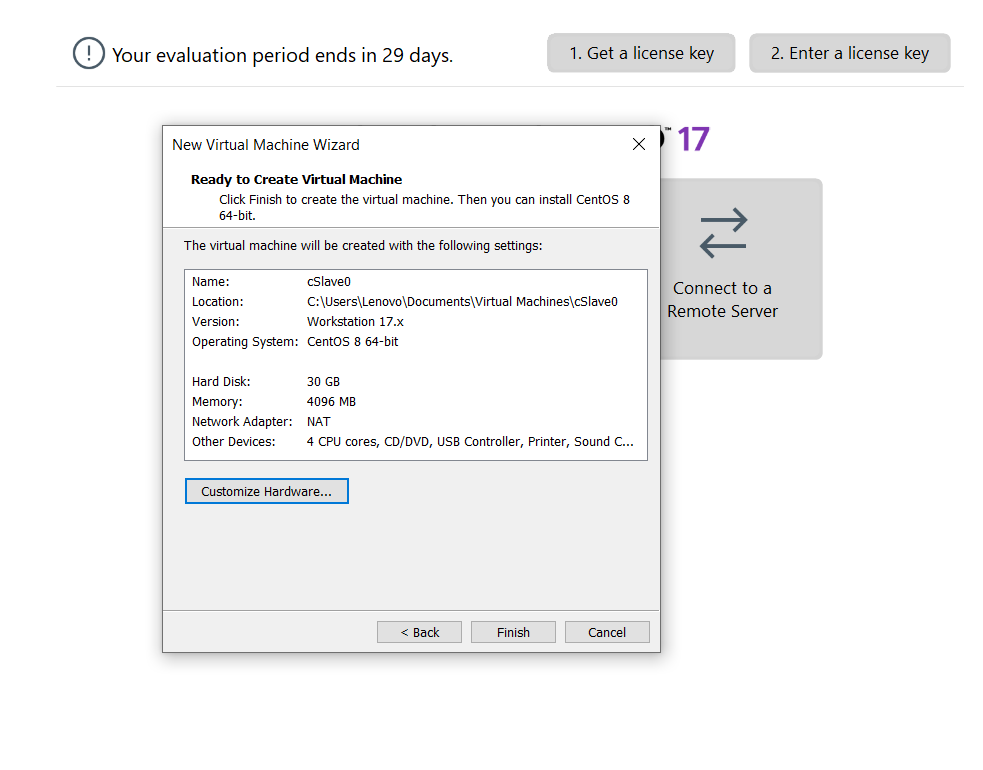 Your evaluation period ends in 29 days.
1. Get a license key
2. Enter a license key
™ 17
New Virtual Machine Wizard
Ready to Create Virtual Machine
Click Finish to create the virtual machine. Then you can install CentOS 8
64-bit.
The virtual machine will be created with the following settings:
Name: cSlave0
Location: C:\Users\Lenovo\Documents\Virtual Machines\cSlave0
Version: Workstation 17.x
Operating System: CentOS 8 64-bit
Hard Disk: 30 GB
Memory: 4096 MB
Network Adapter: NAT
Other Devices: 4 CPU cores, CD/DVD, USB Controller, Printer, Sound C...
Customize Hardware...
< Back
Finish
Cancel
Connect to a
Remote Server